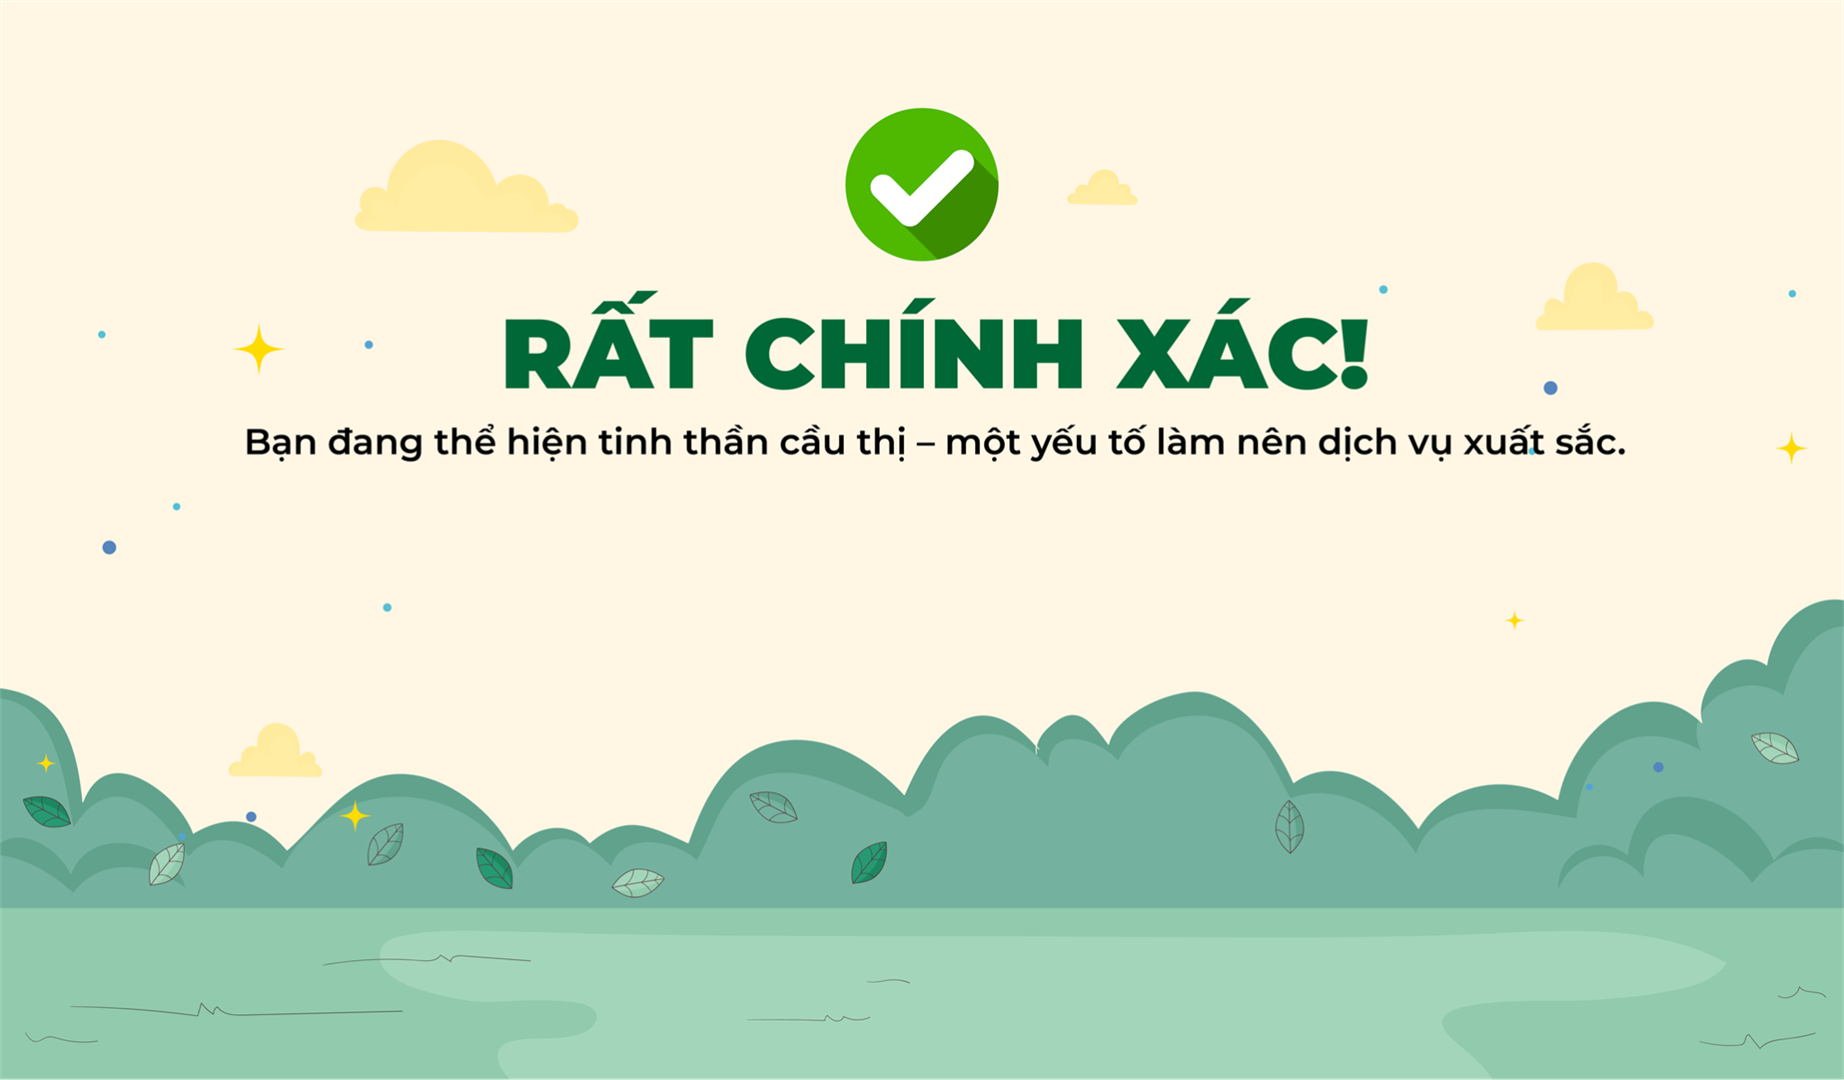 RẤT CHÍNH XÁC!
Bạn đang thể hiện tinh thần cầu thị – một yếu tố làm nên dịch vụ xuất sắc.